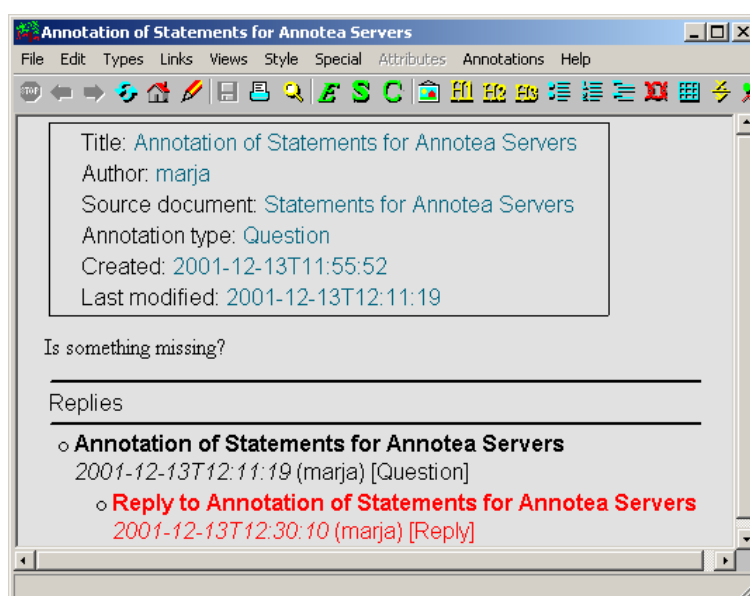 Annotation of Statements for Annotea Servers
File Edit Types Links Views Style Special Attributes Annotations Help
STOP E S C H1 H2 H3
Title: Annotation of Statements for Annotea Servers
Author: marja
Source document: Statements for Annotea Servers
Annotation type: Question
Created: 2001-12-13T11:55:52
Last modified: 2001-12-13T12:11:19
Is something missing?
Replies
Annotation of Statements for Annotea Servers
2001-12-13T12:11:19 (marja) [Question]
Reply to Annotation of Statements for Annotea Servers
2001-12-13T12:30:10 (marja) [Reply]